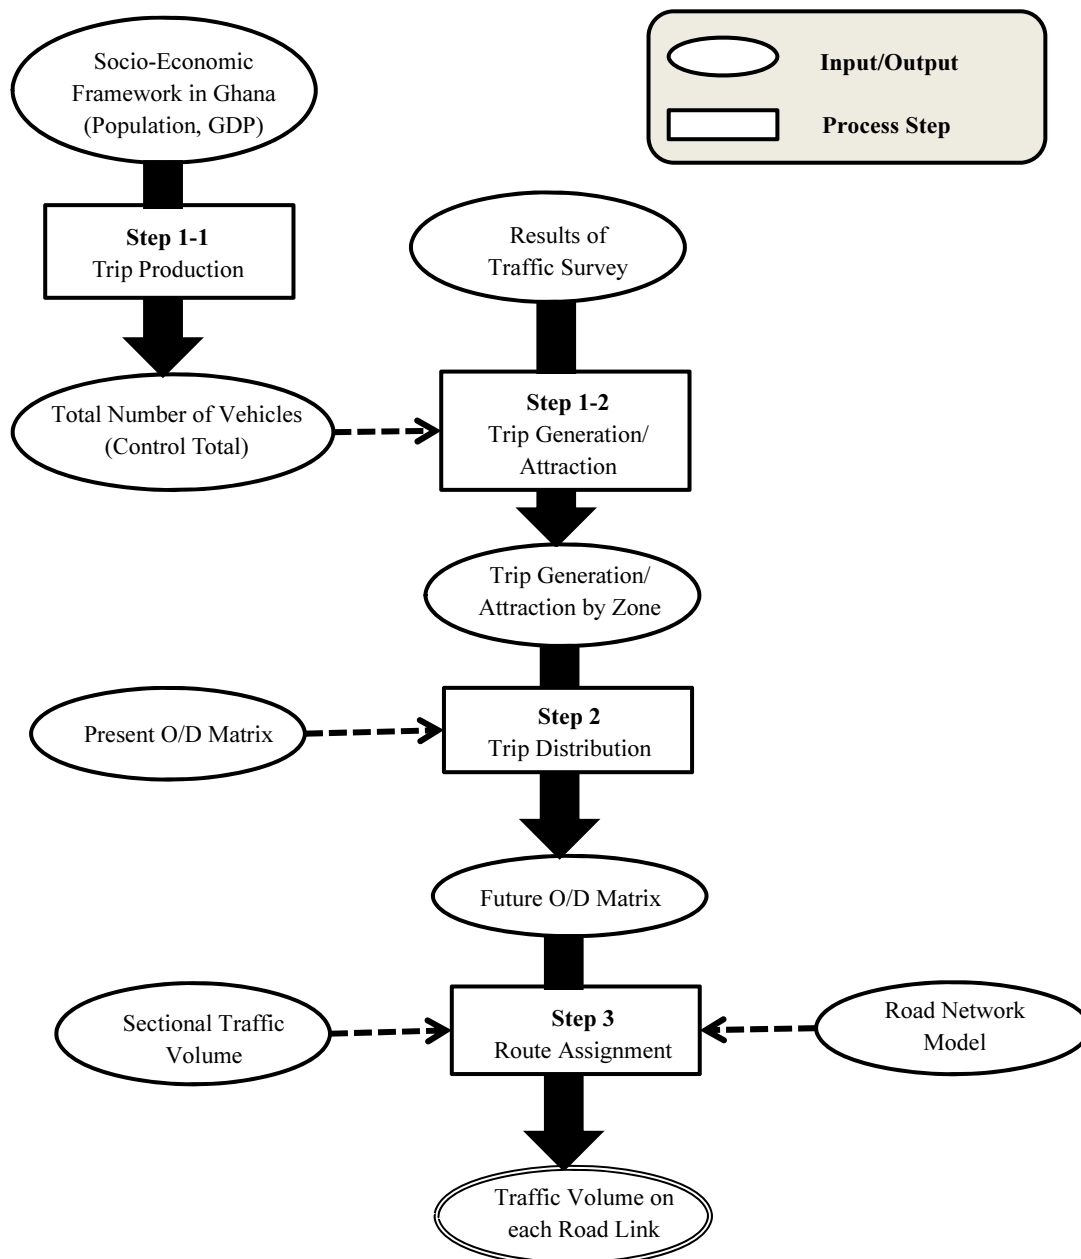 Socio-Economic
Framework in Ghana
(Population, GDP)
Input/Output
Process Step
Step 1-1
Trip Production
Results of
Traffic Survey
Total Number of Vehicles
(Control Total)
Step 1-2
Trip Generation/
Attraction
Trip Generation/
Attraction by Zone
Present O/D Matrix
Step 2
Trip Distribution
Future O/D Matrix
Sectional Traffic
Volume
Step 3
Route Assignment
Road Network
Model
Traffic Volume on
each Road Link